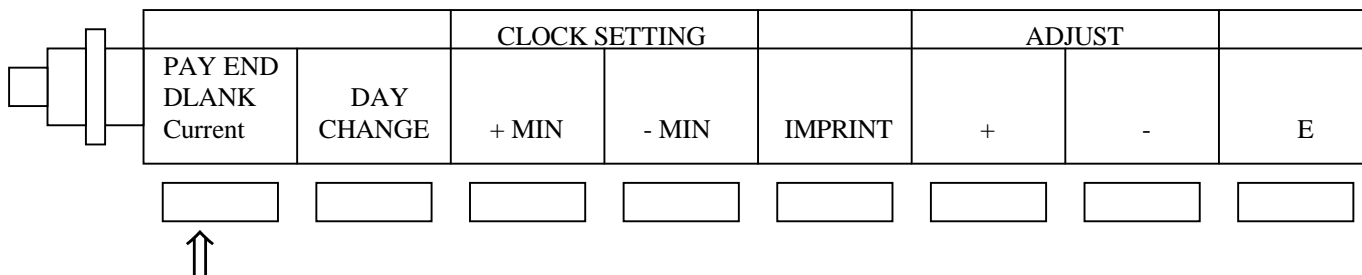 CLOCK SETTING ADJUST
PAY END
DLANK DAY
Current CHANGE + MIN - MIN IMPRINT + - E